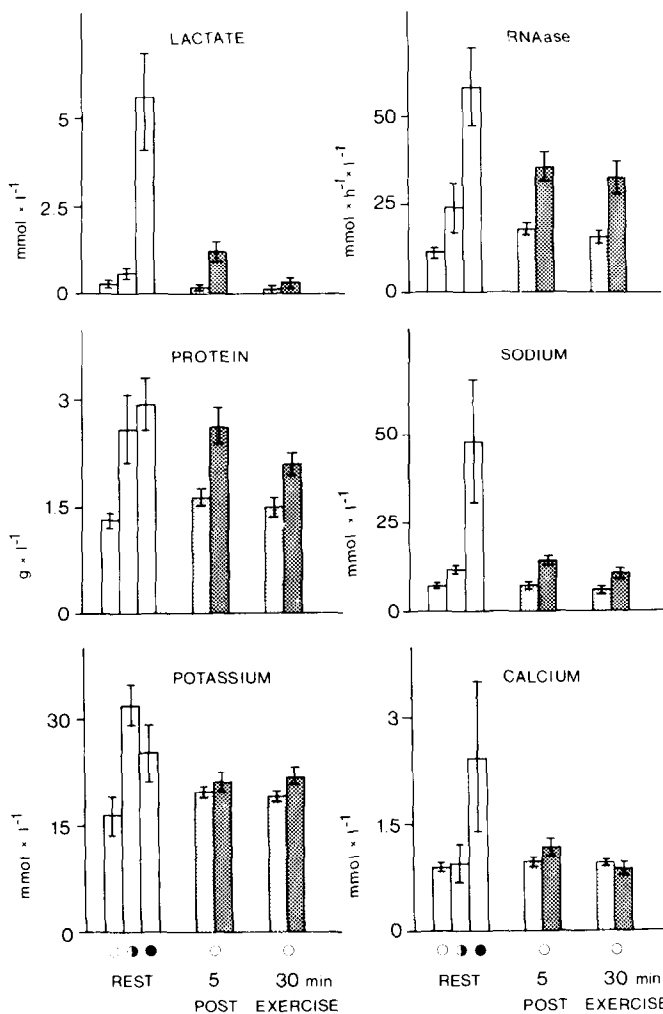 LACTATE
5
2.5
0
mmol × l⁻¹
RNAase
50
25
0
mmol × h⁻¹ × l⁻¹
PROTEIN
3
1.5
0
g × l⁻¹
SODIUM
50
25
0
mmol × l⁻¹
POTASSIUM
30
15
0
mmol × l⁻¹
CALCIUM
3
1.5
0
mmol × l⁻¹
REST 5 30 min
POST EXERCISE
REST 5 30 min
POST EXERCISE